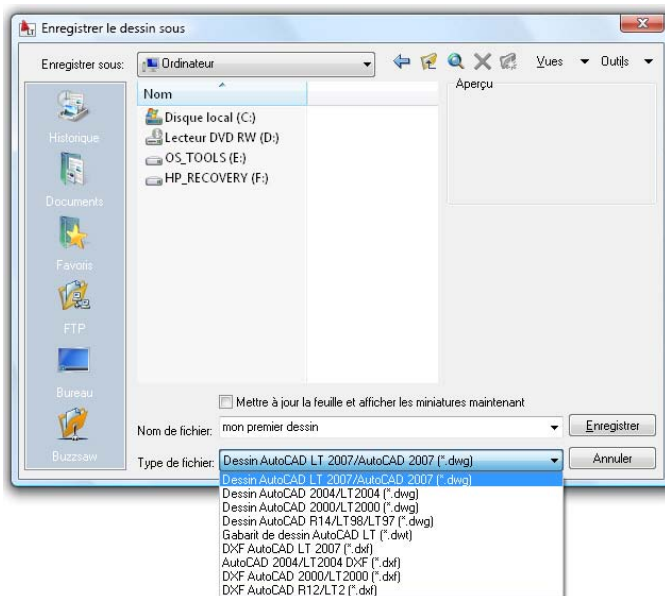 Enregistrer le dessin sous
Enregistrer sous:
Ordinateur
Vues
Outils
Historique
Documents
Favoris
FTP
Bureau
Buzzsaw
Nom
Disque local (C:)
Lecteur DVD RW (D:)
OS_TOOLS (E:)
HP_RECOVERY (F:)
Aperçu
Mettre à jour la feuille et afficher les miniatures maintenant
Nom de fichier: mon premier dessin
Enregistrer
Type de fichier: Dessin AutoCAD LT 2007/AutoCAD 2007 (*.dwg)
Annuler
Dessin AutoCAD LT 2007/AutoCAD 2007 (*.dwg)
Dessin AutoCAD 2004/LT2004 (*.dwg)
Dessin AutoCAD 2000/LT2000 (*.dwg)
Dessin AutoCAD R14/LT98/LT97 (*.dwg)
Gabarit de dessin AutoCAD LT (*.dwt)
DXF AutoCAD LT 2007 (*.dxf)
AutoCAD 2004/LT2004 DXF (*.dxf)
DXF AutoCAD 2000/LT2000 (*.dxf)
DXF AutoCAD R12/LT2 (*.dxf)